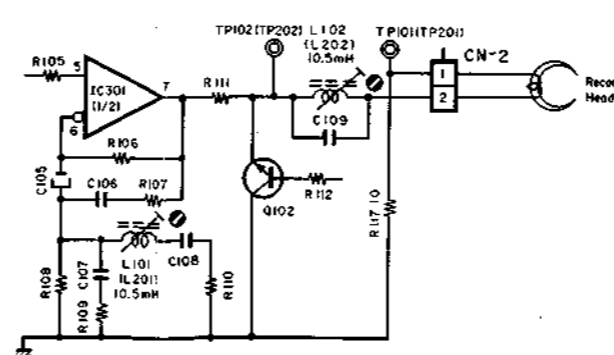 TP102(TP202)
L102
(L202)
10.5mH
TP101(TP201)
CN-2
R105
5
IC301
(1/2)
7
6
R111
1
2
Recor
Head
C109
R106
C105
C106
R107
Q102
R112
R117 10
L101
(L201)
10.5mH
C108
R108
C107
R109
R110